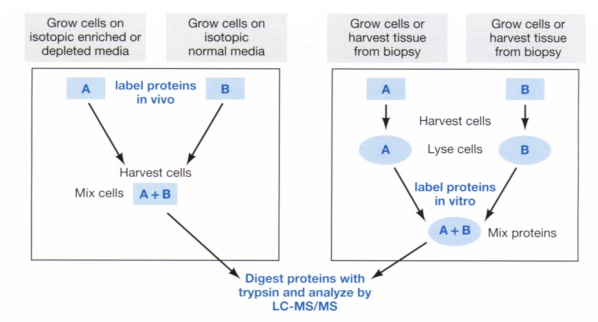 Grow cells on
isotopic enriched or
depleted media
Grow cells on
isotopic
normal media
A
label proteins
in vivo
B
Harvest cells
Mix cells
A + B
Grow cells or
harvest tissue
from biopsy
Grow cells or
harvest tissue
from biopsy
A
B
Harvest cells
A
Lyse cells
B
label proteins
in vitro
A + B
Mix proteins
Digest proteins with
trypsin and analyze by
LC-MS/MS